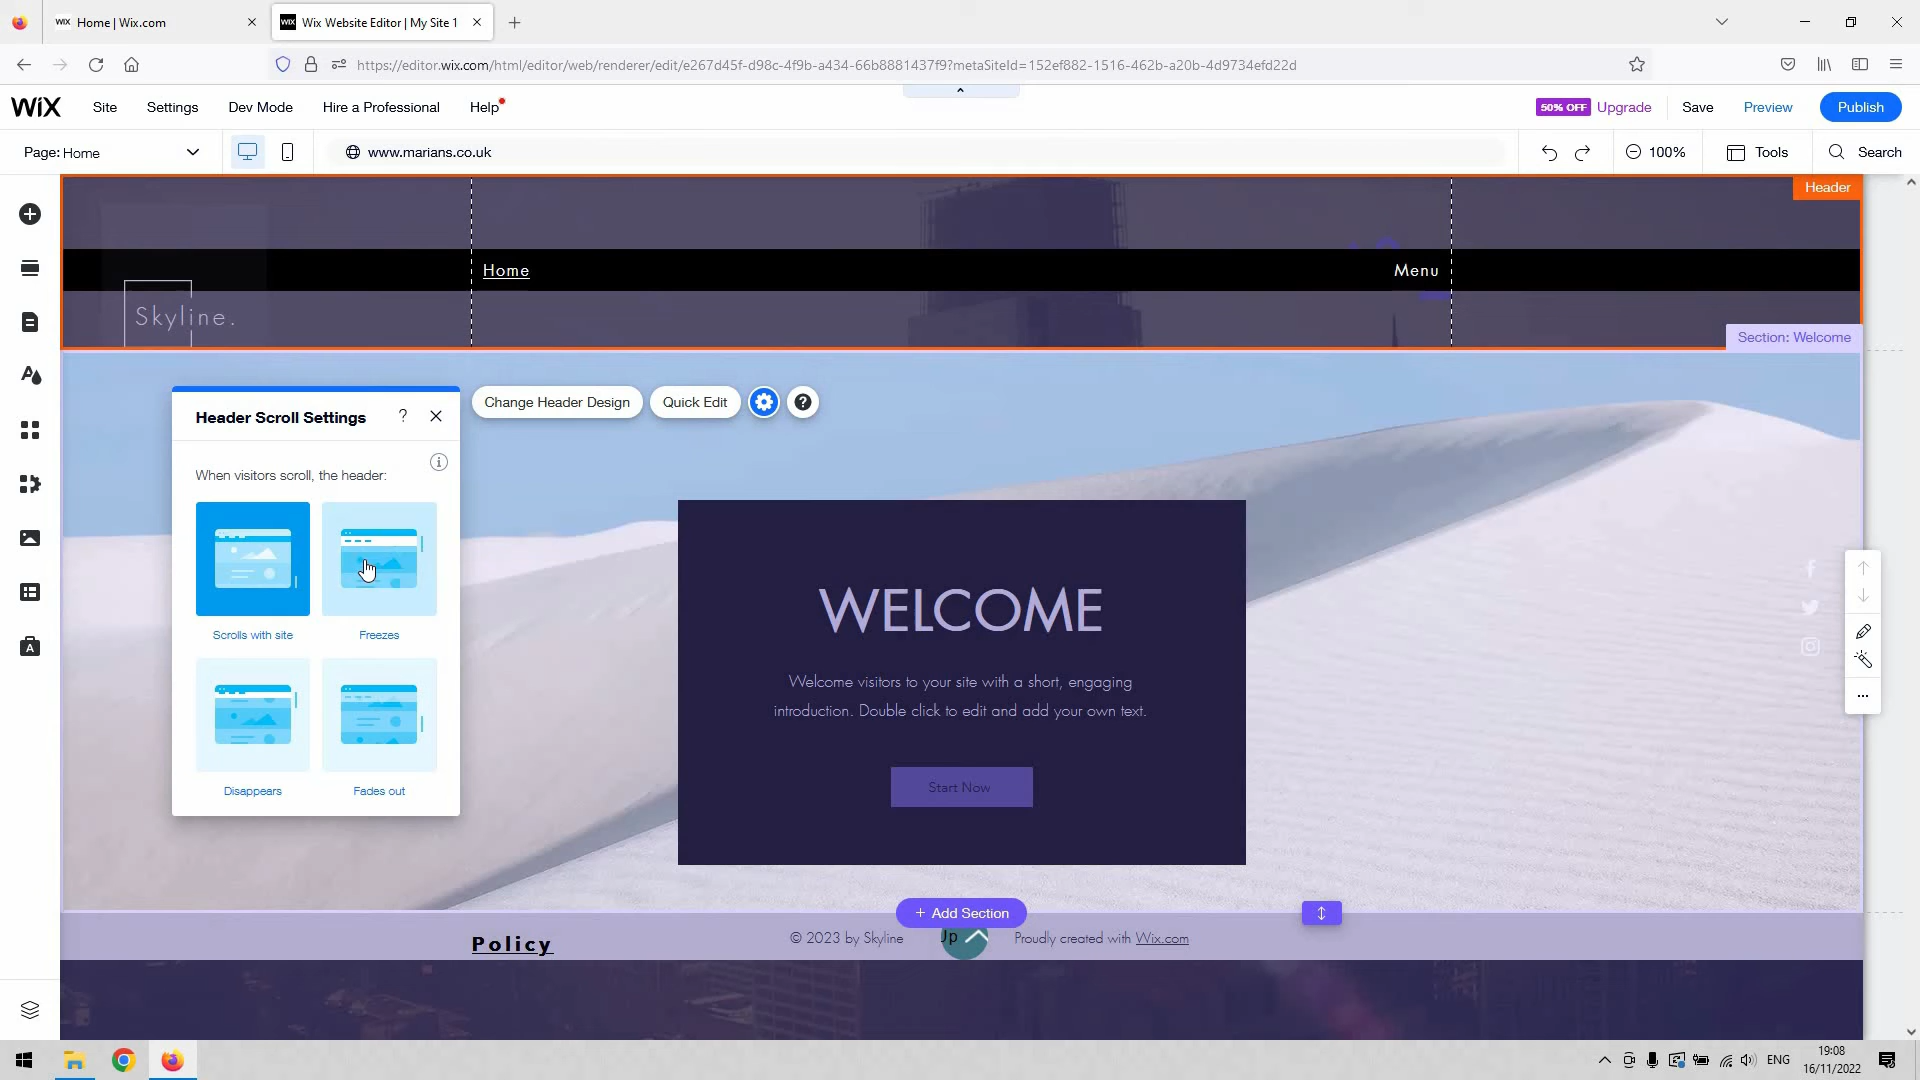 Home | Wix.com
WiX Wix Website Editor | My Site 1
https://editor.wix.com/html/editor/web/renderer/edit/e267d45f-d98c-4f9b-a434-66b8881437f9?metaSiteId=152ef882-1516-462b-a20b-4d9734efd22d
WiX Site Settings Dev Mode Hire a Professional Help 50% OFF Upgrade Save Preview Publish
Page: Home www.marians.co.uk 100% Tools Search
Header
Home Menu
Skyline.
Section: Welcome
Header Scroll Settings ? Change Header Design Quick Edit ?
When visitors scroll, the header:
Scrolls with site Freezes
Disappears Fades out
WELCOME
Welcome visitors to your site with a short, engaging
introduction. Double click to edit and add your own text.
Start Now
+ Add Section
Policy © 2023 by Skyline Up Proudly created with Wix.com
ENG 19:08
16/11/2022